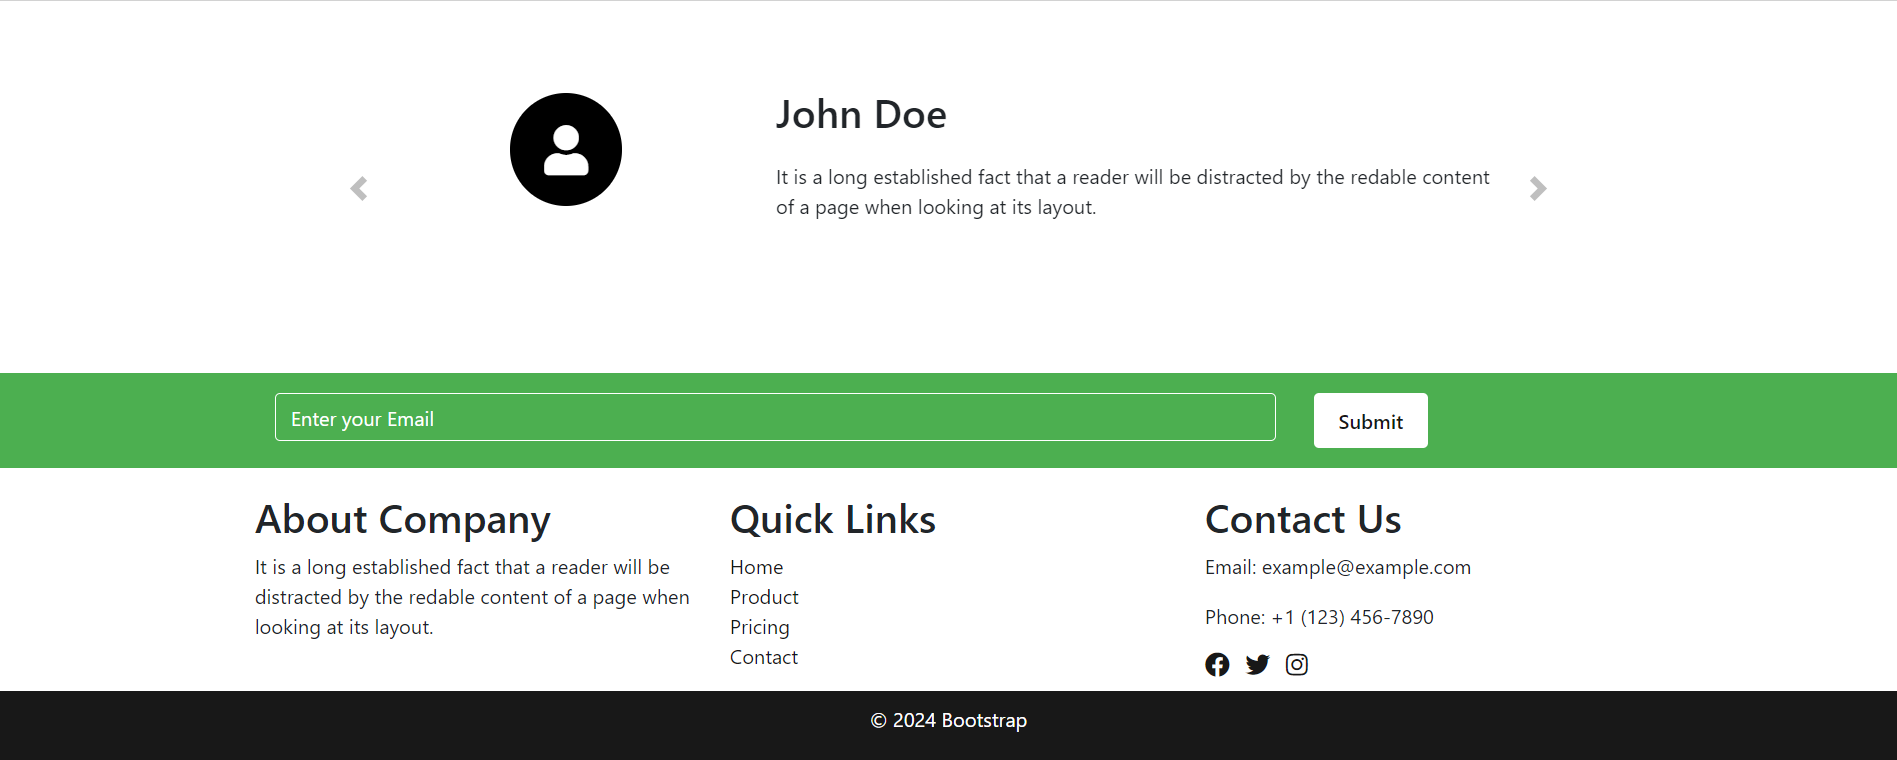 John Doe
It is a long established fact that a reader will be distracted by the redable content
of a page when looking at its layout.
Enter your Email
Submit
About Company
It is a long established fact that a reader will be
distracted by the redable content of a page when
looking at its layout.
Quick Links
Home
Product
Pricing
Contact
Contact Us
Email: example@example.com
Phone: +1 (123) 456-7890
© 2024 Bootstrap